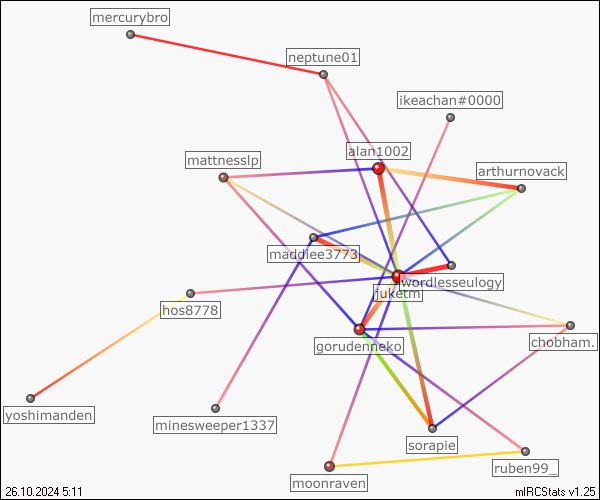 mercurybro
neptune01
ikeachan#0000
alan1002
mattnesslp
arthurnovack
maddiee3773
wordlesseulogy
juketm
hos8778
gorudenneko
chobham.
yoshimanden
minesweeper1337
sorapie
ruben99_
moonraven
26.10.2024 5:11
mIRCStats v1.25